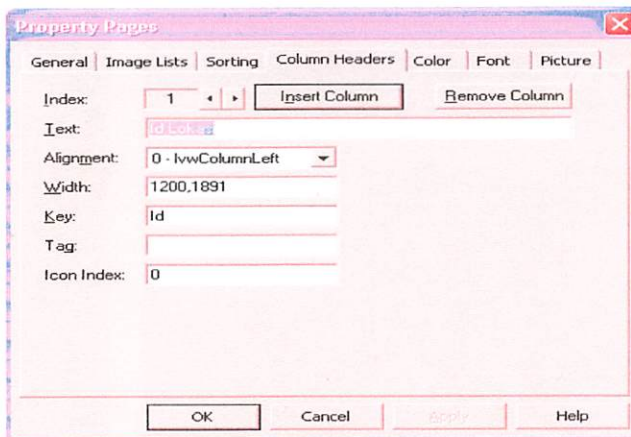 Property Pages
General Image Lists Sorting Column Headers Color Font Picture
Index: 1 Insert Column Remove Column
Text: Id
Alignment: 0 - lvwColumnLeft
Width: 1200,1891
Key: Id
Tag:
Icon Index: 0
OK Cancel Apply Help